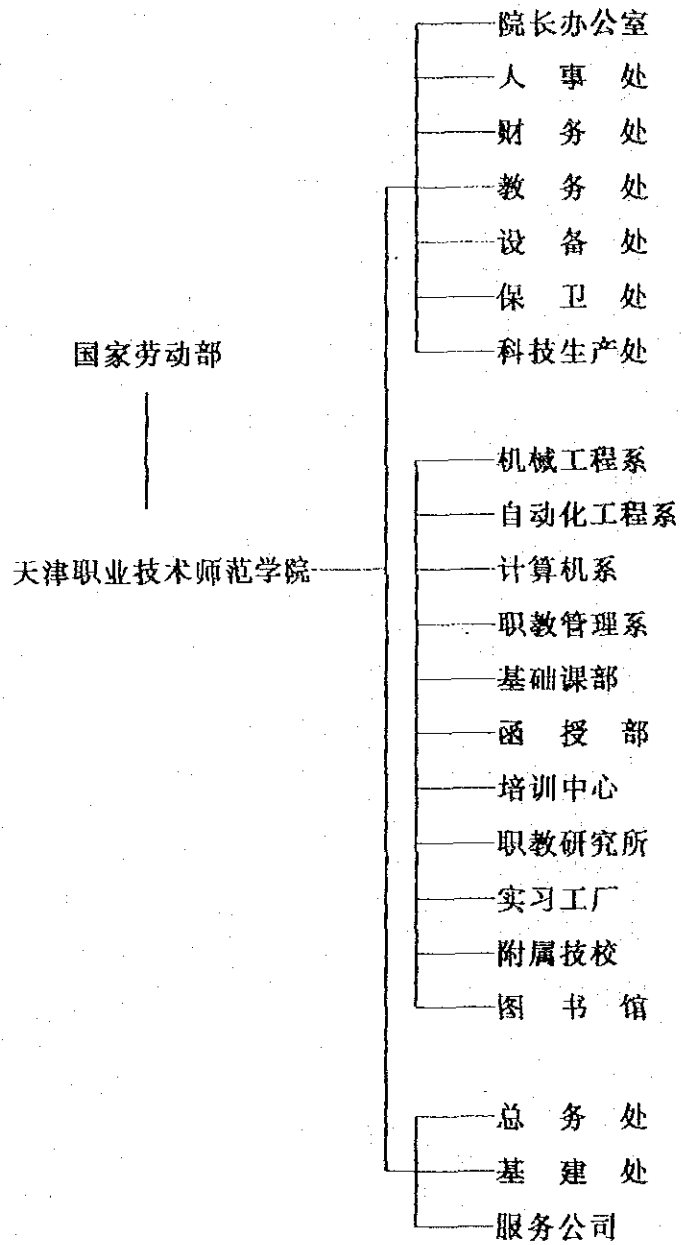 院长办公室
人事处
财务处
教务处
设备处
保卫处
国家劳动部
科技生产处
机械工程系
自动化工程系
天津职业技术师范学院
计算机系
职教管理系
基础课部
函授部
培训中心
职教研究所
实习工厂
附属技校
图书馆
总务处
基建处
服务公司